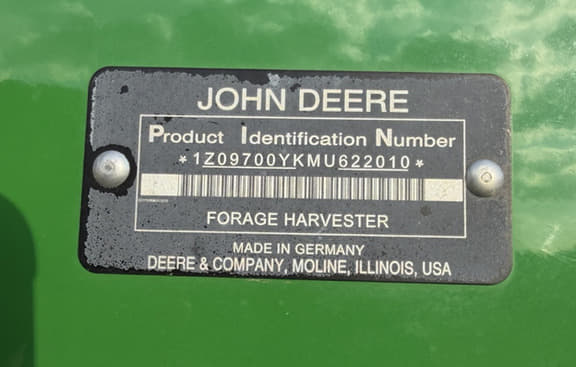 JOHN DEERE
Product Identification Number
*1Z09700YKMU622010*
FORAGE HARVESTER
MADE IN GERMANY
DEERE & COMPANY, MOLINE, ILLINOIS, USA